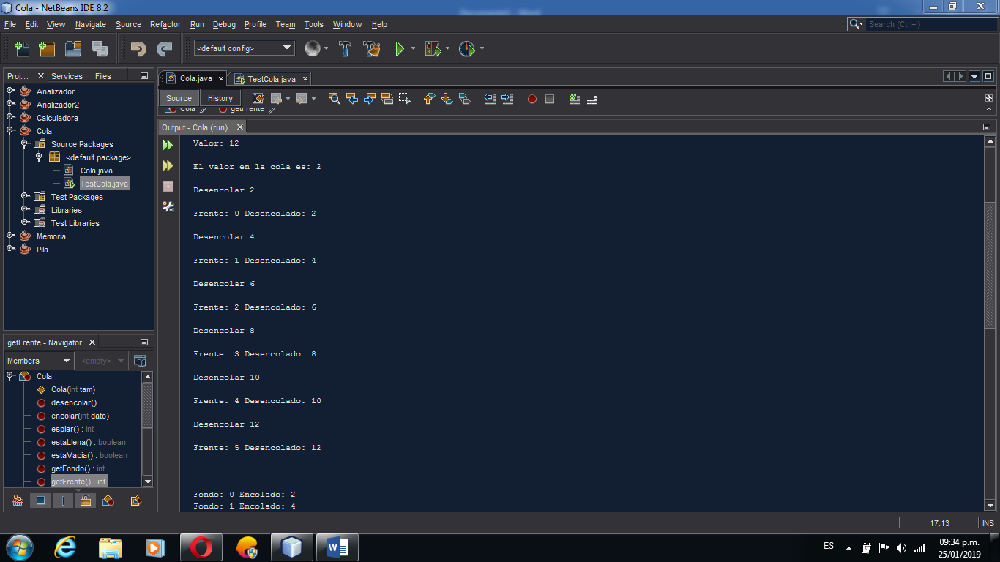 Cola - NetBeans IDE 8.2
File Edit View Navigate Source Refactor Run Debug Profile Team Tools Window Help
Search (Ctrl+I)
<default config>
Proj... Services Files
Cola.java TestCola.java
Source History
Cola getFrente
Analizador
Analizador2
Calculadora
Cola
Source Packages
<default package>
Cola.java
TestCola.java
Test Packages
Libraries
Test Libraries
Memoria
Pila
getFrente - Navigator
Members <empty>
Cola
Cola(int tam)
desencolar()
encolar(int dato)
espiar() : int
estaLlena() : boolean
estaVacia() : boolean
getFondo() : int
getFrente() : int
Output - Cola (run)
Valor: 12
El valor en la cola es: 2
Desencolar 2
Frente: 0 Desencolado: 2
Desencolar 4
Frente: 1 Desencolado: 4
Desencolar 6
Frente: 2 Desencolado: 6
Desencolar 8
Frente: 3 Desencolado: 8
Desencolar 10
Frente: 4 Desencolado: 10
Desencolar 12
Frente: 5 Desencolado: 12
-----
Fondo: 0 Encolado: 2
Fondo: 1 Encolado: 4
17:13 INS
ES
09:34 p.m.
25/01/2019